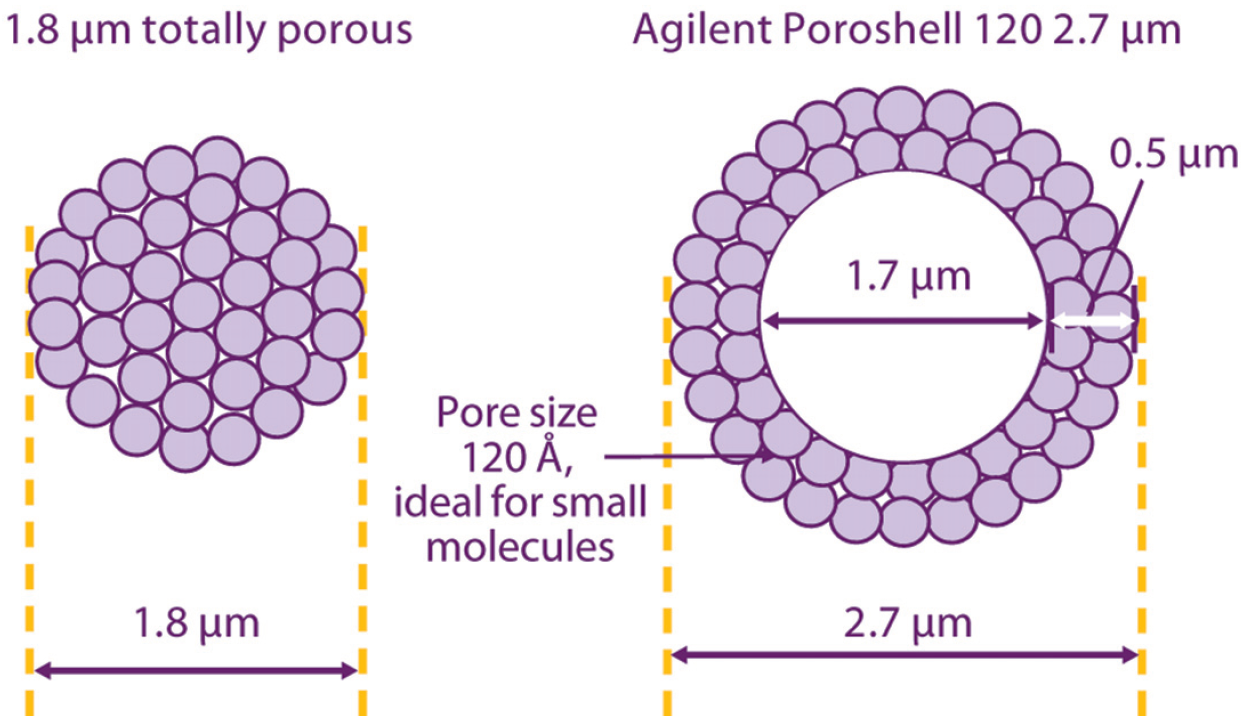 1.8 μm totally porous
Agilent Poroshell 120 2.7 μm
0.5 μm
1.7 μm
Pore size
120 Å,
ideal for small
molecules
1.8 μm
2.7 μm